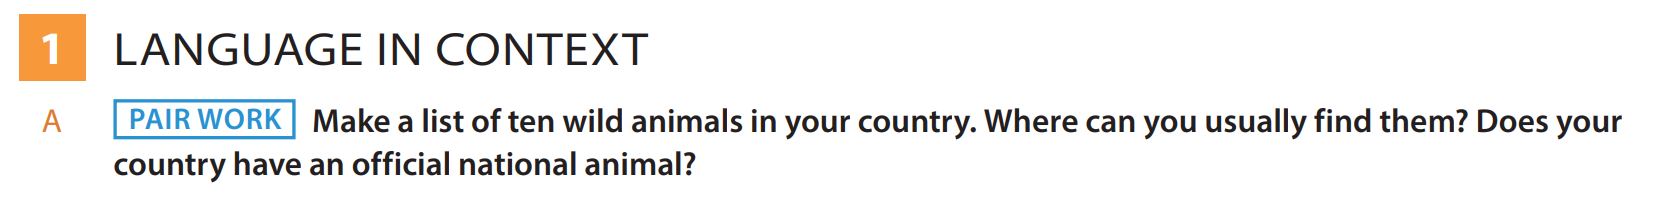 1 LANGUAGE IN CONTEXT
A PAIR WORK Make a list of ten wild animals in your country. Where can you usually find them? Does your
country have an official national animal?